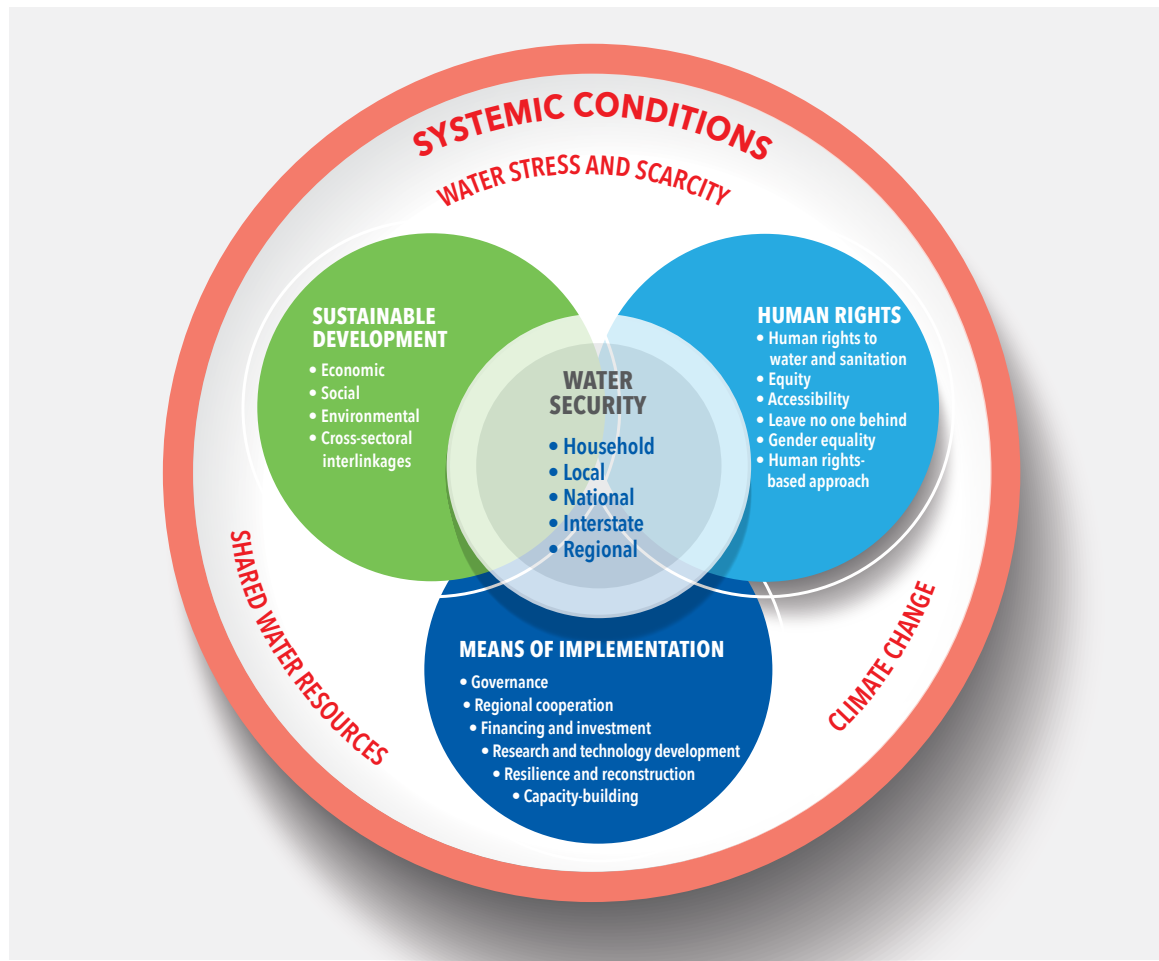 SYSTEMIC CONDITIONS
WATER STRESS AND SCARCITY
SUSTAINABLE
DEVELOPMENT
• Economic
• Social
• Environmental
• Cross-sectoral
interlinkages
HUMAN RIGHTS
• Human rights to
water and sanitation
• Equity
• Accessibility
• Leave no one behind
• Gender equality
• Human rights-
based approach
WATER
SECURITY
• Household
• Local
• National
• Interstate
• Regional
SHARED WATER RESOURCES
CLIMATE CHANGE
MEANS OF IMPLEMENTATION
• Governance
• Regional cooperation
• Financing and investment
• Research and technology development
• Resilience and reconstruction
• Capacity-building